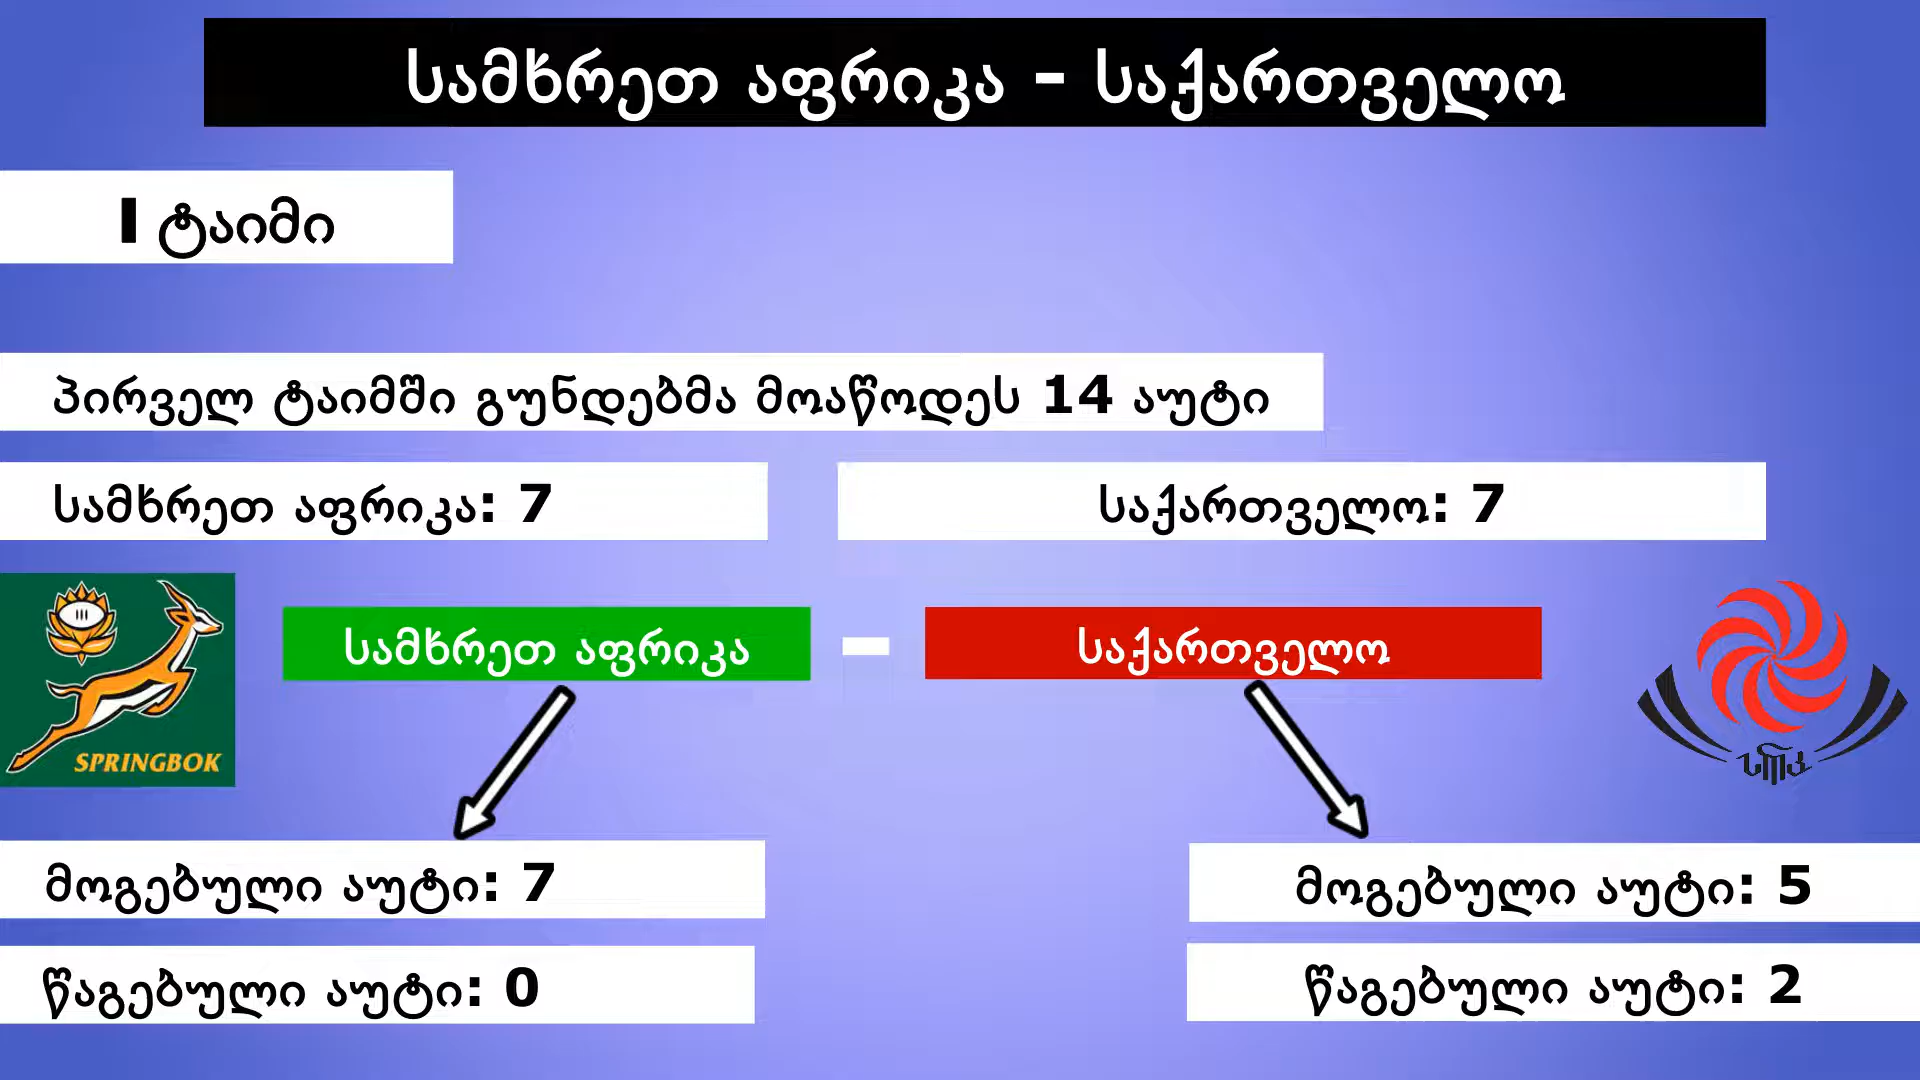 სამხრეთ აფრიკა - საქართველო
I ტაიმი
პირველ ტაიმში გუნდებმა მოაწოდეს 14 აუტი
სამხრეთ აფრიკა: 7
საქართველო: 7
სამხრეთ აფრიკა - საქართველო
SPRINGBOK
მოგებული აუტი: 7
მოგებული აუტი: 5
წაგებული აუტი: 0
წაგებული აუტი: 2